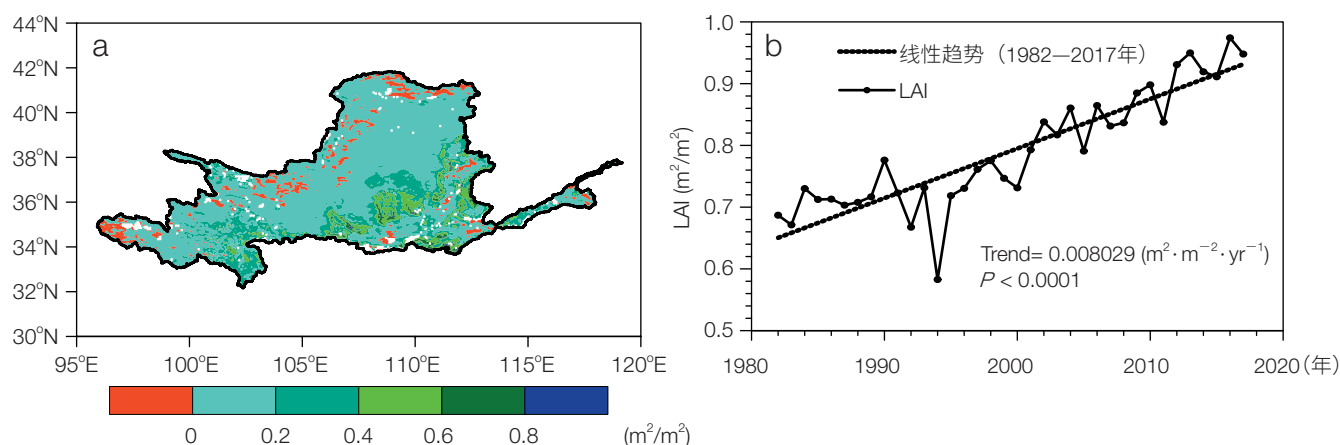 a
44°N
42°N
40°N
38°N
36°N
34°N
32°N
30°N
95°E 100°E 105°E 110°E 115°E 120°E
0 0.2 0.4 0.6 0.8 (m²/m²)
b
线性趋势（1982—2017年）
LAI
LAI (m²/m²)
1.0
0.9
0.8
0.7
0.6
0.5
Trend= 0.008029 (m²·m⁻²·yr⁻¹)
P < 0.0001
1980 1990 2000 2010 2020 (年)